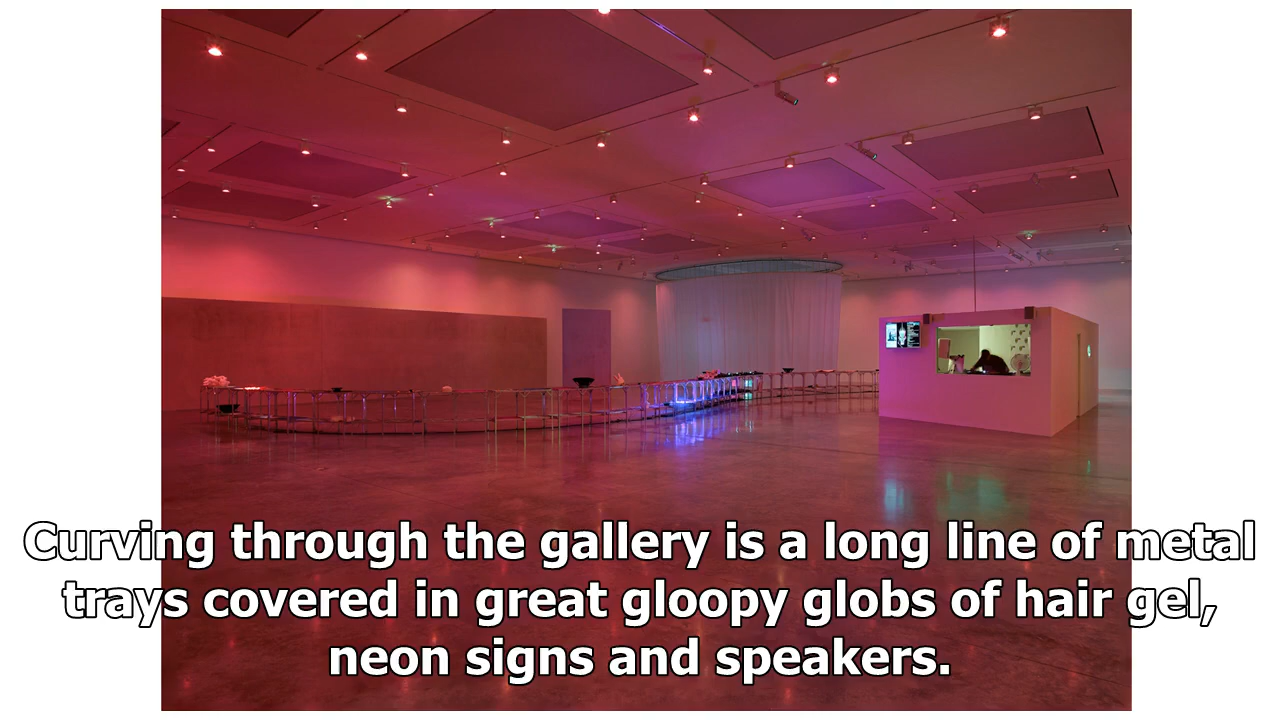 Curving through the gallery is a long line of metal
trays covered in great gloopy globs of hair gel,
neon signs and speakers.